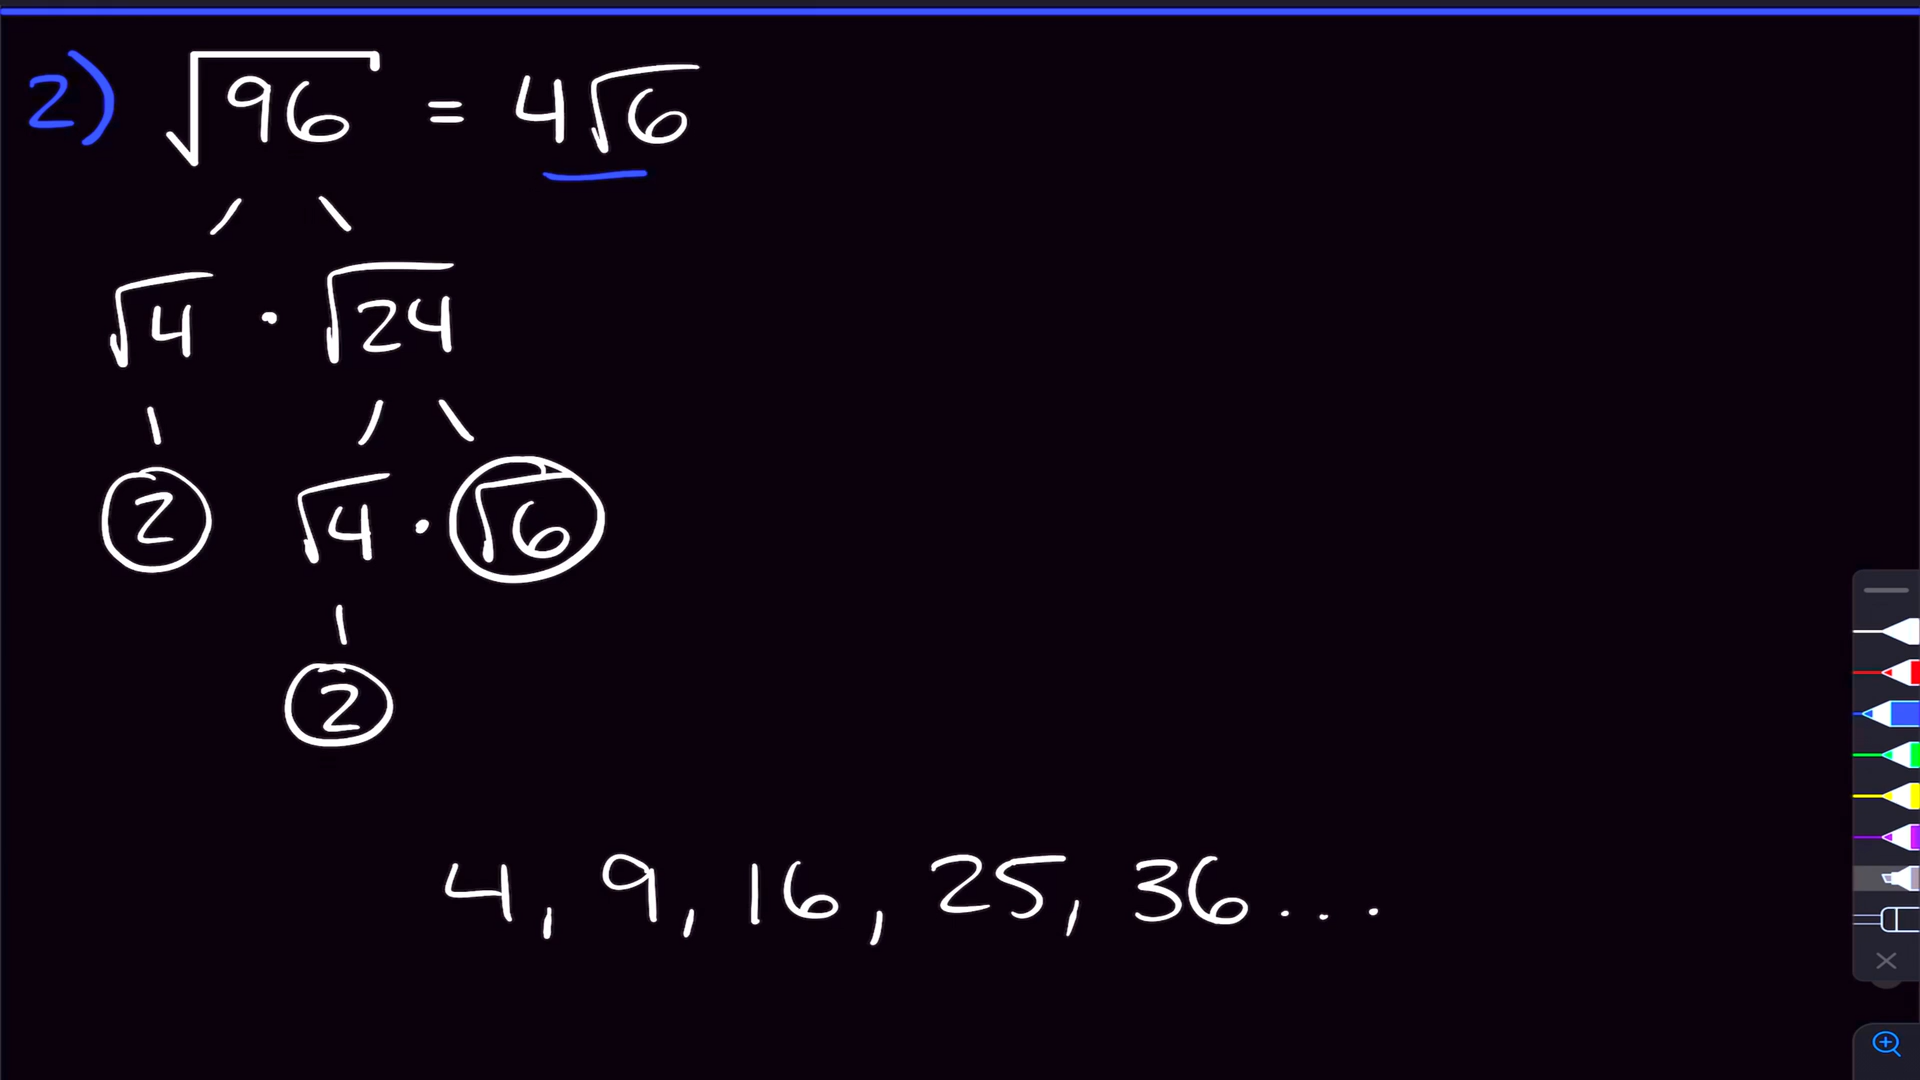 2) √96 = 4√6
√4 · √24
2 √4 · √6
2
4, 9, 16, 25, 36...